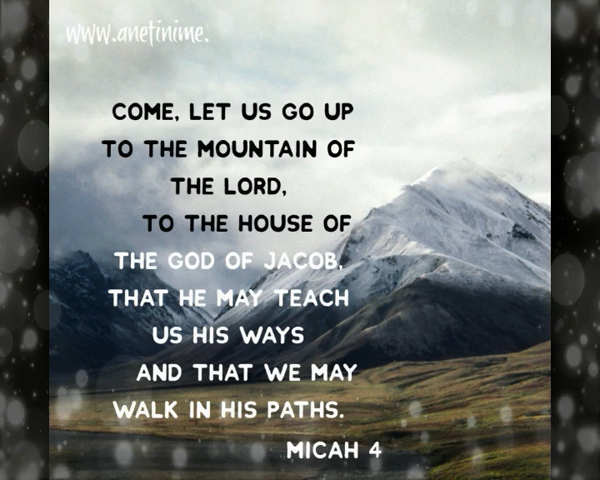 www.anetinime.
COME, LET US GO UP
TO THE MOUNTAIN OF
THE LORD,
TO THE HOUSE OF
THE GOD OF JACOB,
THAT HE MAY TEACH
US HIS WAYS
AND THAT WE MAY
WALK IN HIS PATHS.
MICAH 4